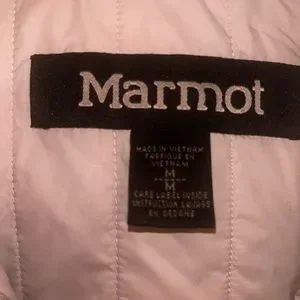 Marmot
MADE IN VIETNAM
FABRIQUE EN
VIETNAM
M
M
CARE LABEL INSIDE
INSTRUCTION LAVAGE
EN DEDANS